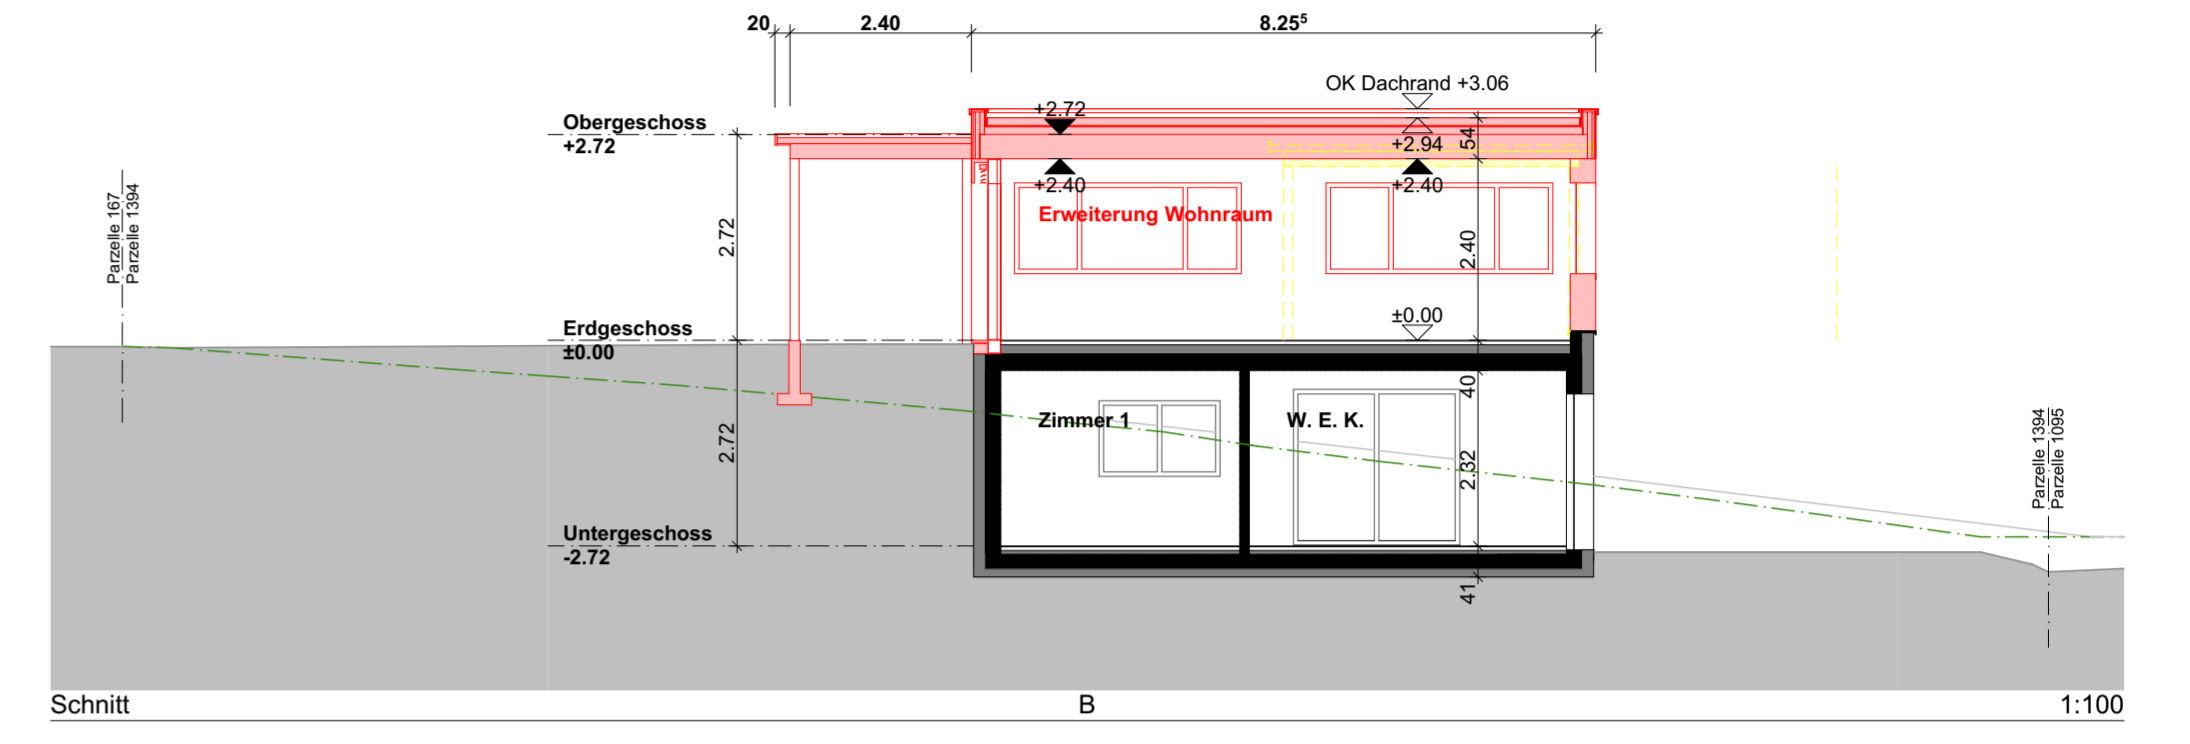 20 2.40 8.25⁵
OK Dachrand +3.06
Obergeschoss
+2.72
+2.72
54
+2.94
+2.40
+2.40
Parzelle 167
Parzelle 1394
Erweiterung Wohnraum
2.72
2.40
±0.00
Erdgeschoss
±0.00
40
Zimmer 1
W. E. K.
2.72
2.32
Parzelle 1394
Parzelle 1095
Untergeschoss
-2.72
41
Schnitt B 1:100